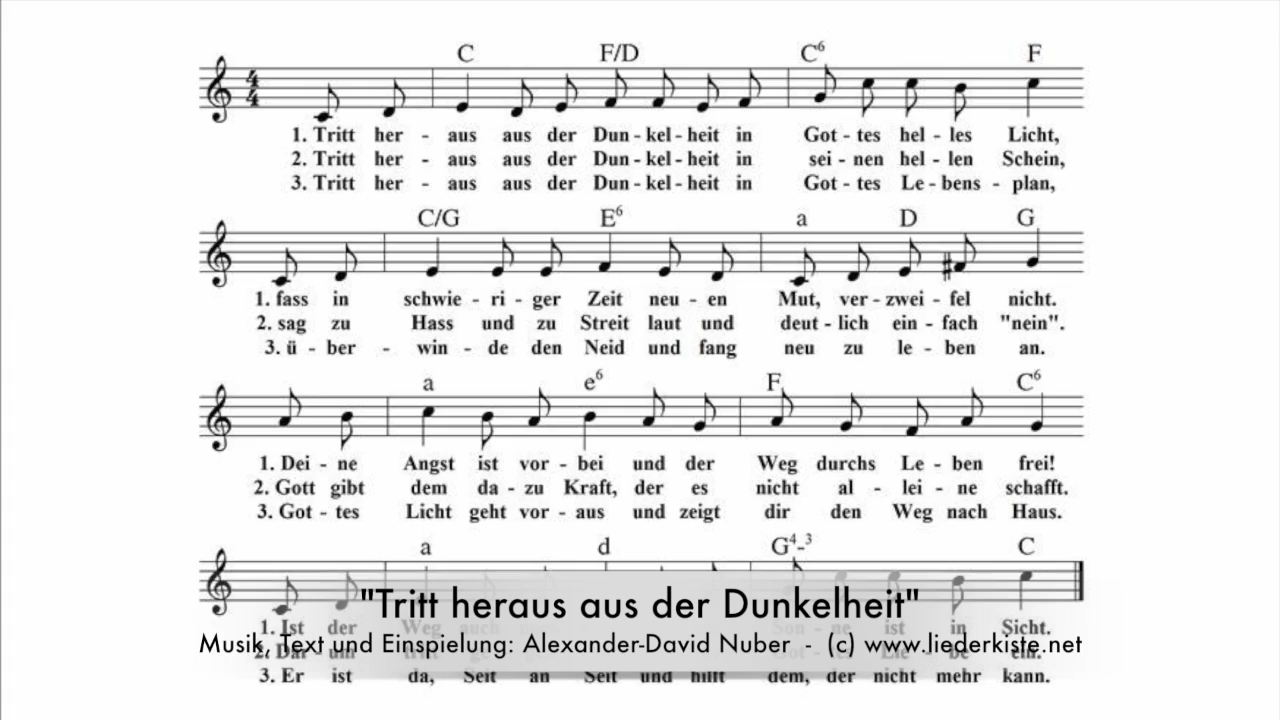 C F/D C6 F
4/4
1. Tritt her - aus aus der Dun - kel - heit in Got - tes hel - les Licht,
2. Tritt her - aus aus der Dun - kel - heit in sei - nen hel - len Schein,
3. Tritt her - aus aus der Dun - kel - heit in Got - tes Le - bens - plan,
C/G E6 a D G
1. fass in schwie - ri - ger Zeit neu - en Mut, ver - zwei - fel nicht.
2. sag zu Hass und zu Streit laut und deut - lich ein - fach "nein".
3. ü - ber - win - de den Neid und fang neu zu le - ben an.
a e6 F C6
1. Dei - ne Angst ist vor - bei und der Weg durchs Le - ben frei!
2. Gott gibt dem da - zu Kraft, der es nicht al - lei - ne schafft.
3. Got - tes Licht geht vor - aus und zeigt dir den Weg nach Haus.
a d G4-3 C
"Tritt heraus aus der Dunkelheit"
1. Ist der Weg Son - ne ist in Sicht.
Musik, Text und Einspielung: Alexander-David Nuber - (c) www.liederkiste.net
3. Er ist da, Seit an Seit und hilft dem, der nicht mehr kann.